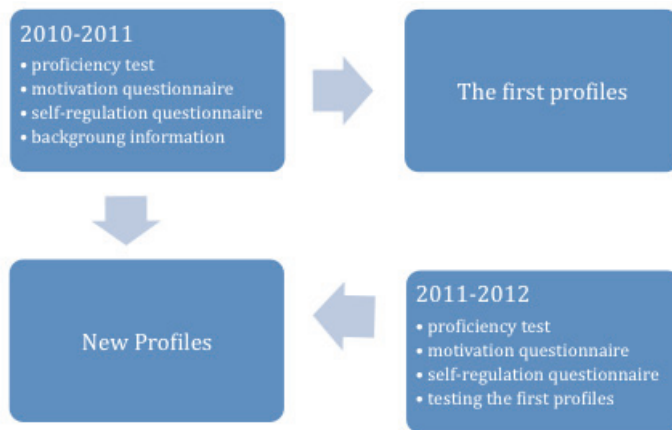 2010-2011
• proficiency test
• motivation questionnaire
• self-regulation questionnaire
• backgroung information
The first profiles
New Profiles
2011-2012
• proficiency test
• motivation questionnaire
• self-regulation questionnaire
• testing the first profiles